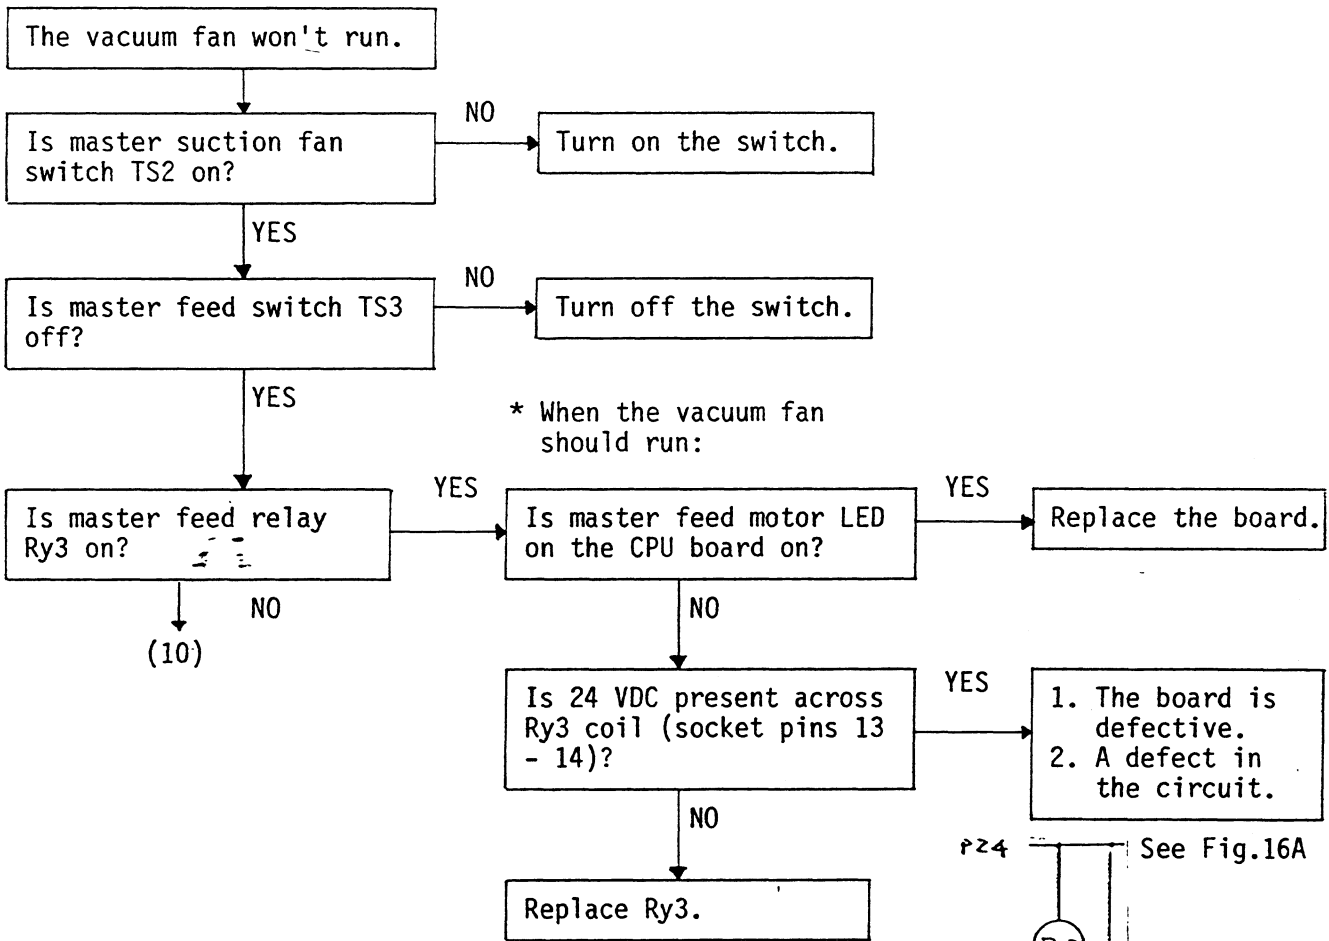 The vacuum fan won't run.
Is master suction fan
switch TS2 on?
NO
Turn on the switch.
YES
Is master feed switch TS3
off?
NO
Turn off the switch.
YES
* When the vacuum fan
should run:
Is master feed relay
Ry3 on?
YES
Is master feed motor LED
on the CPU board on?
YES
Replace the board.
NO
(10)
NO
Is 24 VDC present across
Ry3 coil (socket pins 13
- 14)?
YES
1. The board is
defective.
2. A defect in
the circuit.
NO
P24
See Fig.16A
Replace Ry3.